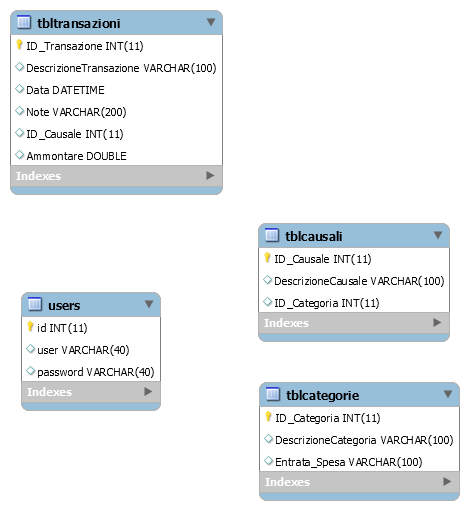 tbltransazioni
ID_Transazione INT(11)
DescrizioneTransazione VARCHAR(100)
Data DATETIME
Note VARCHAR(200)
ID_Causale INT(11)
Ammontare DOUBLE
Indexes
tblcausali
ID_Causale INT(11)
DescrizioneCausale VARCHAR(100)
ID_Categoria INT(11)
Indexes
users
id INT(11)
user VARCHAR(40)
password VARCHAR(40)
Indexes
tblcategorie
ID_Categoria INT(11)
DescrizioneCategoria VARCHAR(100)
Entrata_Spesa VARCHAR(100)
Indexes